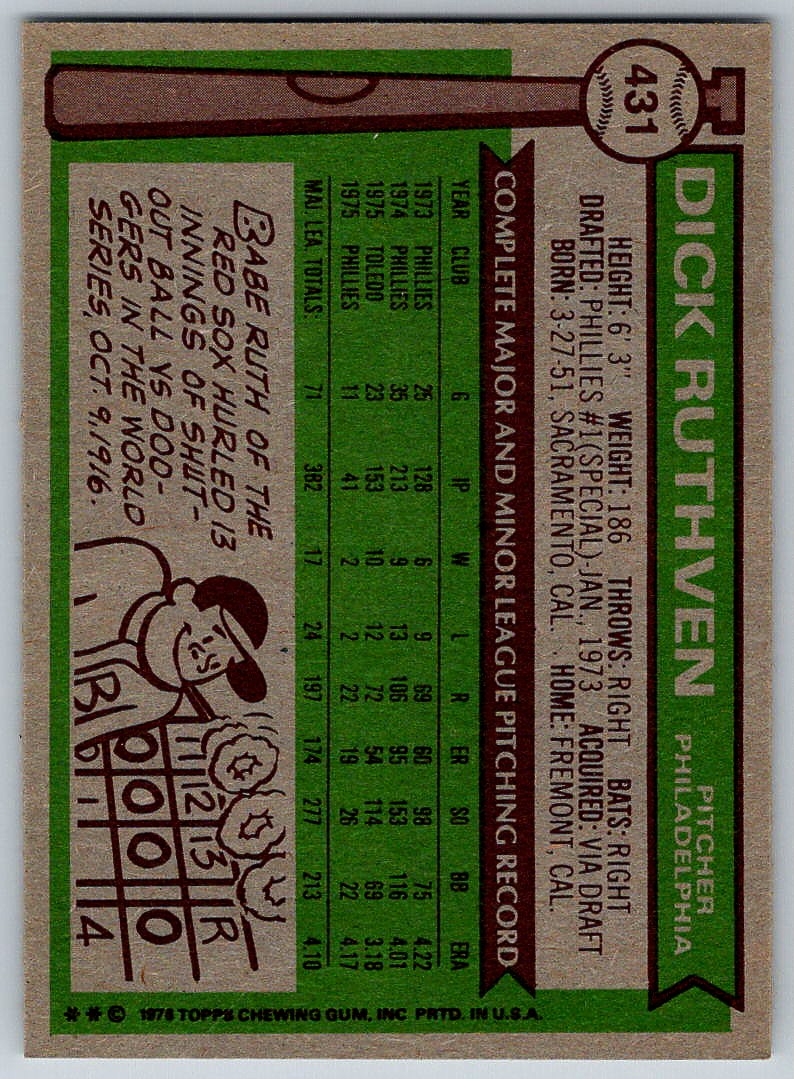 431
DICK RUTHVEN
PITCHER
PHILADELPHIA
HEIGHT: 6' 3" WEIGHT: 186 THROWS: RIGHT BATS: RIGHT
DRAFTED: PHILLIES #1(SPECIAL)-JAN., 1973 ACQUIRED: VIA DRAFT
BORN: 3-27-51, SACRAMENTO, CAL. HOME: FREMONT, CAL.
COMPLETE MAJOR AND MINOR LEAGUE PITCHING RECORD
YEAR CLUB G IP W L R ER SO BB ERA
1973 PHILLIES 25 128 6 9 69 60 98 75 4.22
1974 PHILLIES 35 213 9 13 106 95 153 116 4.01
1975 TOLEDO 23 153 10 12 72 54 114 69 3.18
1975 PHILLIES 11 41 2 2 22 19 26 22 4.17
MAJ. LEA. TOTALS: 71 382 17 24 197 174 277 213 4.10
BABE RUTH OF THE
RED SOX HURLED 13
INNINGS OF SHUT-
OUT BALL VS DOD-
GERS IN THE WORLD
SERIES, OCT. 9, 1916.
11 12 13 R
0 0 0 0
B
4
* * © 1976 TOPPS CHEWING GUM, INC PRTD. IN U.S.A.